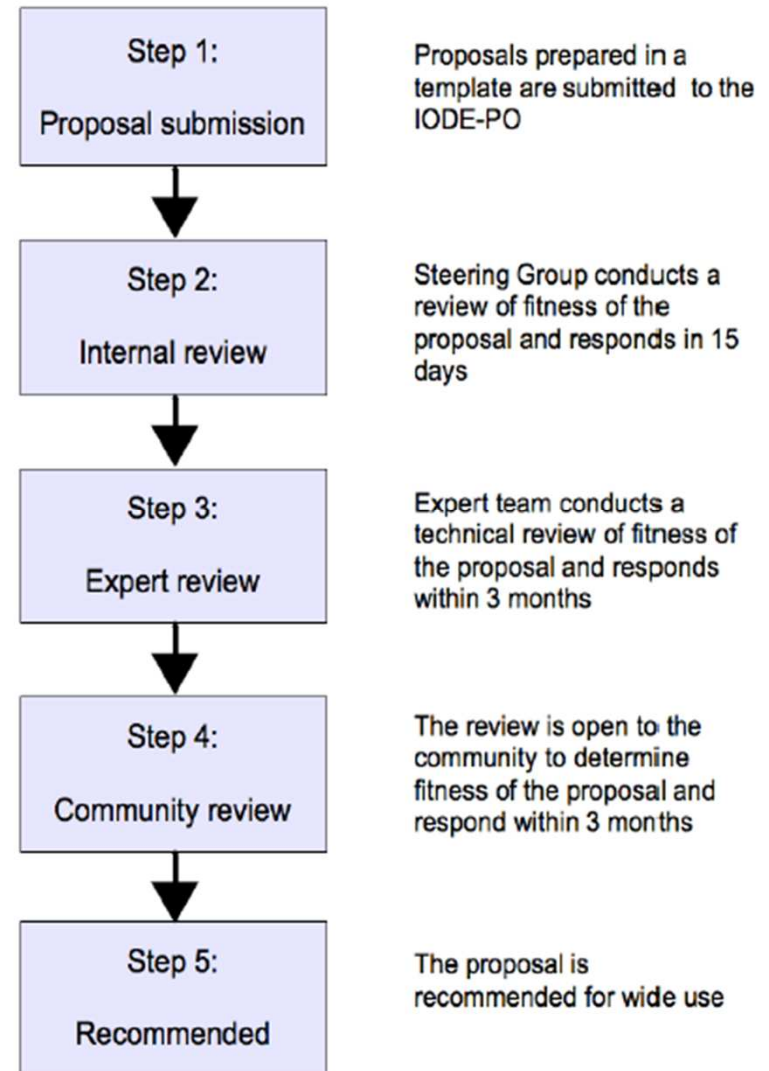 Step 1:
Proposal submission
Proposals prepared in a
template are submitted to the
IODE-PO
Step 2:
Internal review
Steering Group conducts a
review of fitness of the
proposal and responds in 15
days
Step 3:
Expert review
Expert team conducts a
technical review of fitness of
the proposal and responds
within 3 months
Step 4:
Community review
The review is open to the
community to determine
fitness of the proposal and
respond within 3 months
Step 5:
Recommended
The proposal is
recommended for wide use